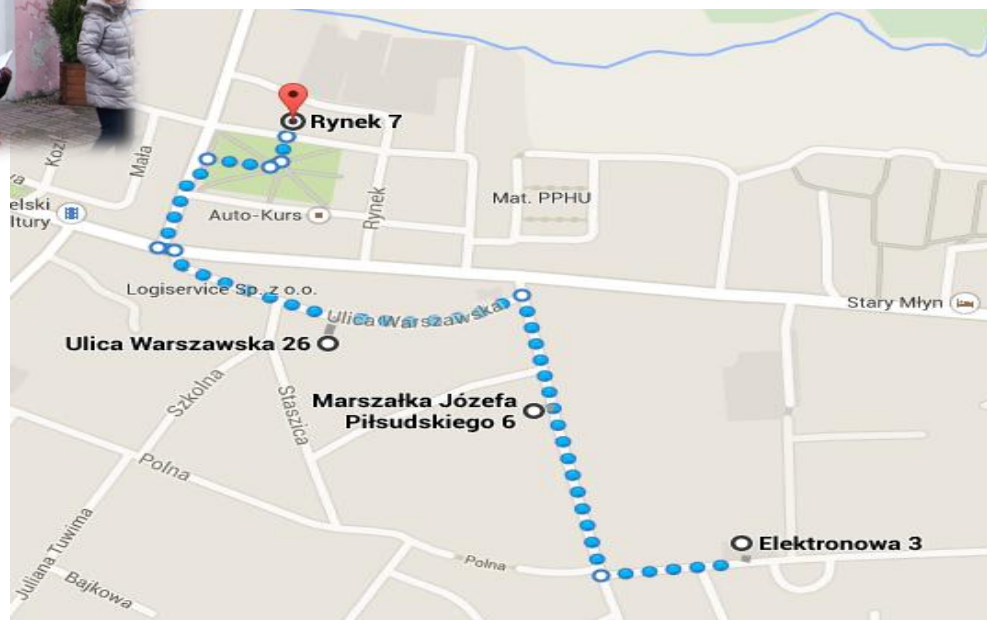 Rynek 7
Mała
elski
ltury
Auto-Kurs
Rynek
Mat. PPHU
Stary Młyn
Logiservice Sp. z o.o.
Ulica Warszawska
Ulica Warszawska 26
Szkolna
Staszica
Marszałka Józefa
Piłsudskiego 6
Polna
Polna
Elektronowa 3
Juliana Tuwima
Bajkowa